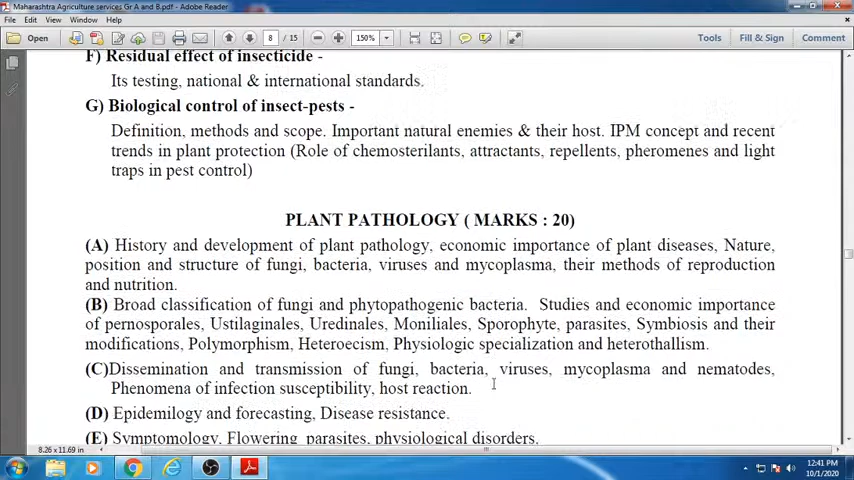 Maharashtra Agriculture services Gr A and B.pdf - Adobe Reader
File Edit View Window Help
Open 8 / 15 150% Tools Fill & Sign Comment
F) Residual effect of insecticide -
Its testing, national & international standards.
G) Biological control of insect-pests -
Definition, methods and scope. Important natural enemies & their host. IPM concept and recent
trends in plant protection (Role of chemosterilants, attractants, repellents, pheromenes and light
traps in pest control)
PLANT PATHOLOGY ( MARKS : 20)
(A) History and development of plant pathology, economic importance of plant diseases, Nature,
position and structure of fungi, bacteria, viruses and mycoplasma, their methods of reproduction
and nutrition.
(B) Broad classification of fungi and phytopathogenic bacteria. Studies and economic importance
of pernosporales, Ustilaginales, Uredinales, Moniliales, Sporophyte, parasites, Symbiosis and their
modifications, Polymorphism, Heteroecism, Physiologic specialization and heterothallism.
(C)Dissemination and transmission of fungi, bacteria, viruses, mycoplasma and nematodes,
Phenomena of infection susceptibility, host reaction.
(D) Epidemilogy and forecasting, Disease resistance.
(E) Symptomology, Flowering parasites, physiological disorders.
8.26 x 11.69 in
12:41 PM
10/1/2020